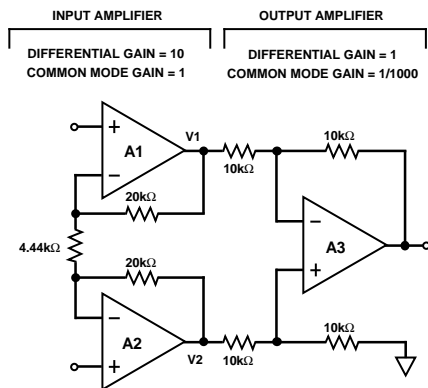 INPUT AMPLIFIER
OUTPUT AMPLIFIER
DIFFERENTIAL GAIN = 10
COMMON MODE GAIN = 1
DIFFERENTIAL GAIN = 1
COMMON MODE GAIN = 1/1000
+
A1
−
V1
10kΩ
10kΩ
20kΩ
4.44kΩ
20kΩ
−
A3
+
−
A2
+
V2
10kΩ
10kΩ